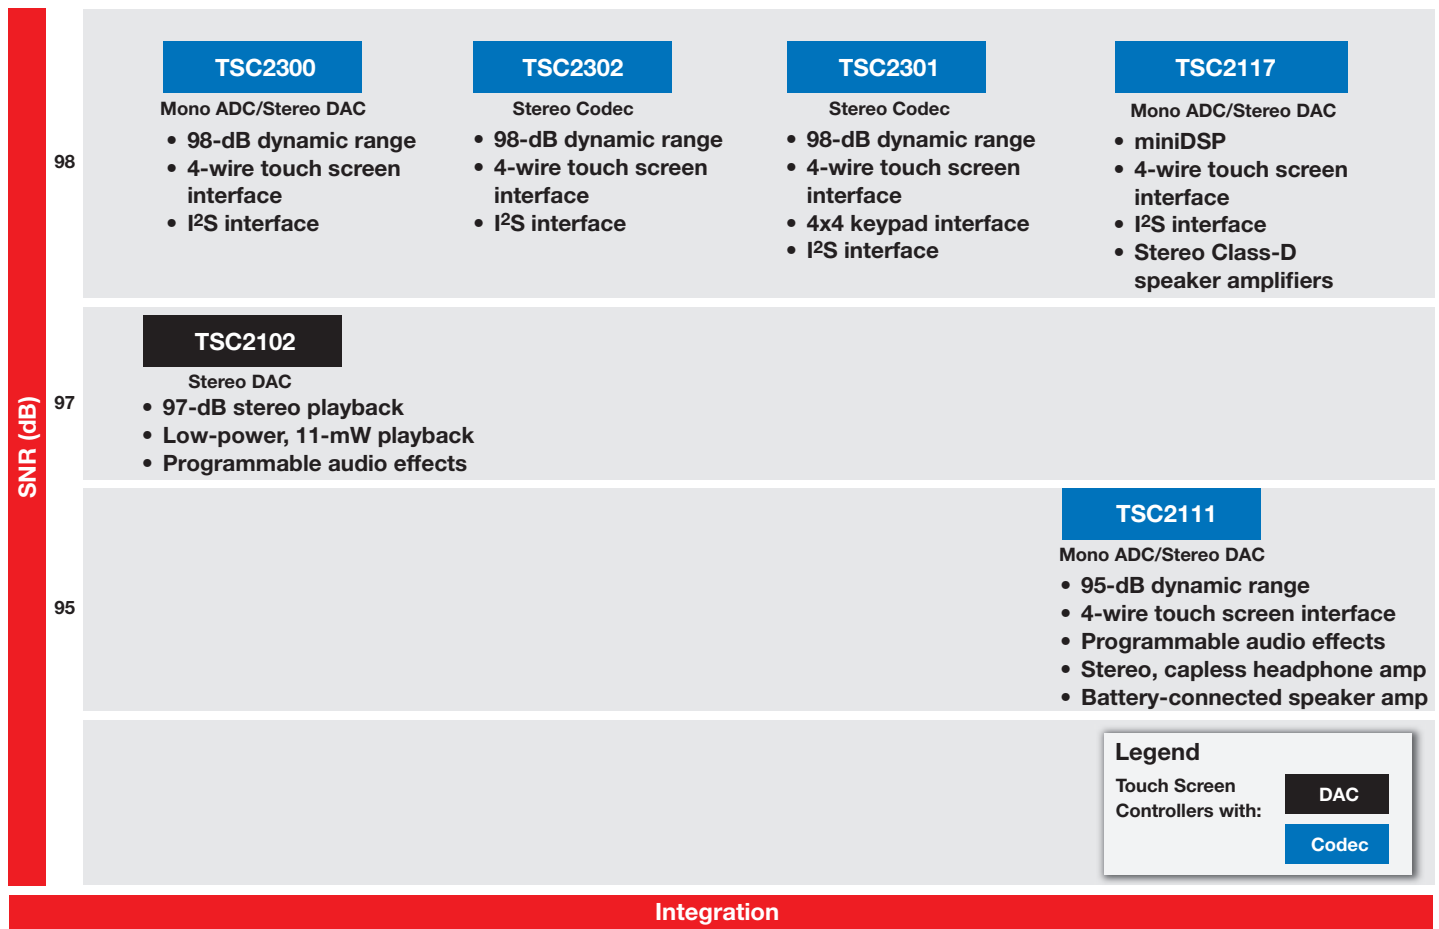 TSC2300
Mono ADC/Stereo DAC
• 98-dB dynamic range
• 4-wire touch screen
interface
• I²S interface
TSC2302
Stereo Codec
• 98-dB dynamic range
• 4-wire touch screen
interface
• I²S interface
TSC2301
Stereo Codec
• 98-dB dynamic range
• 4-wire touch screen
interface
• 4x4 keypad interface
• I²S interface
TSC2117
Mono ADC/Stereo DAC
• miniDSP
• 4-wire touch screen
interface
• I²S interface
• Stereo Class-D
speaker amplifiers
98
TSC2102
Stereo DAC
• 97-dB stereo playback
• Low-power, 11-mW playback
• Programmable audio effects
97
SNR (dB)
TSC2111
Mono ADC/Stereo DAC
• 95-dB dynamic range
• 4-wire touch screen interface
• Programmable audio effects
• Stereo, capless headphone amp
• Battery-connected speaker amp
95
Legend
Touch Screen
Controllers with:
DAC
Codec
Integration